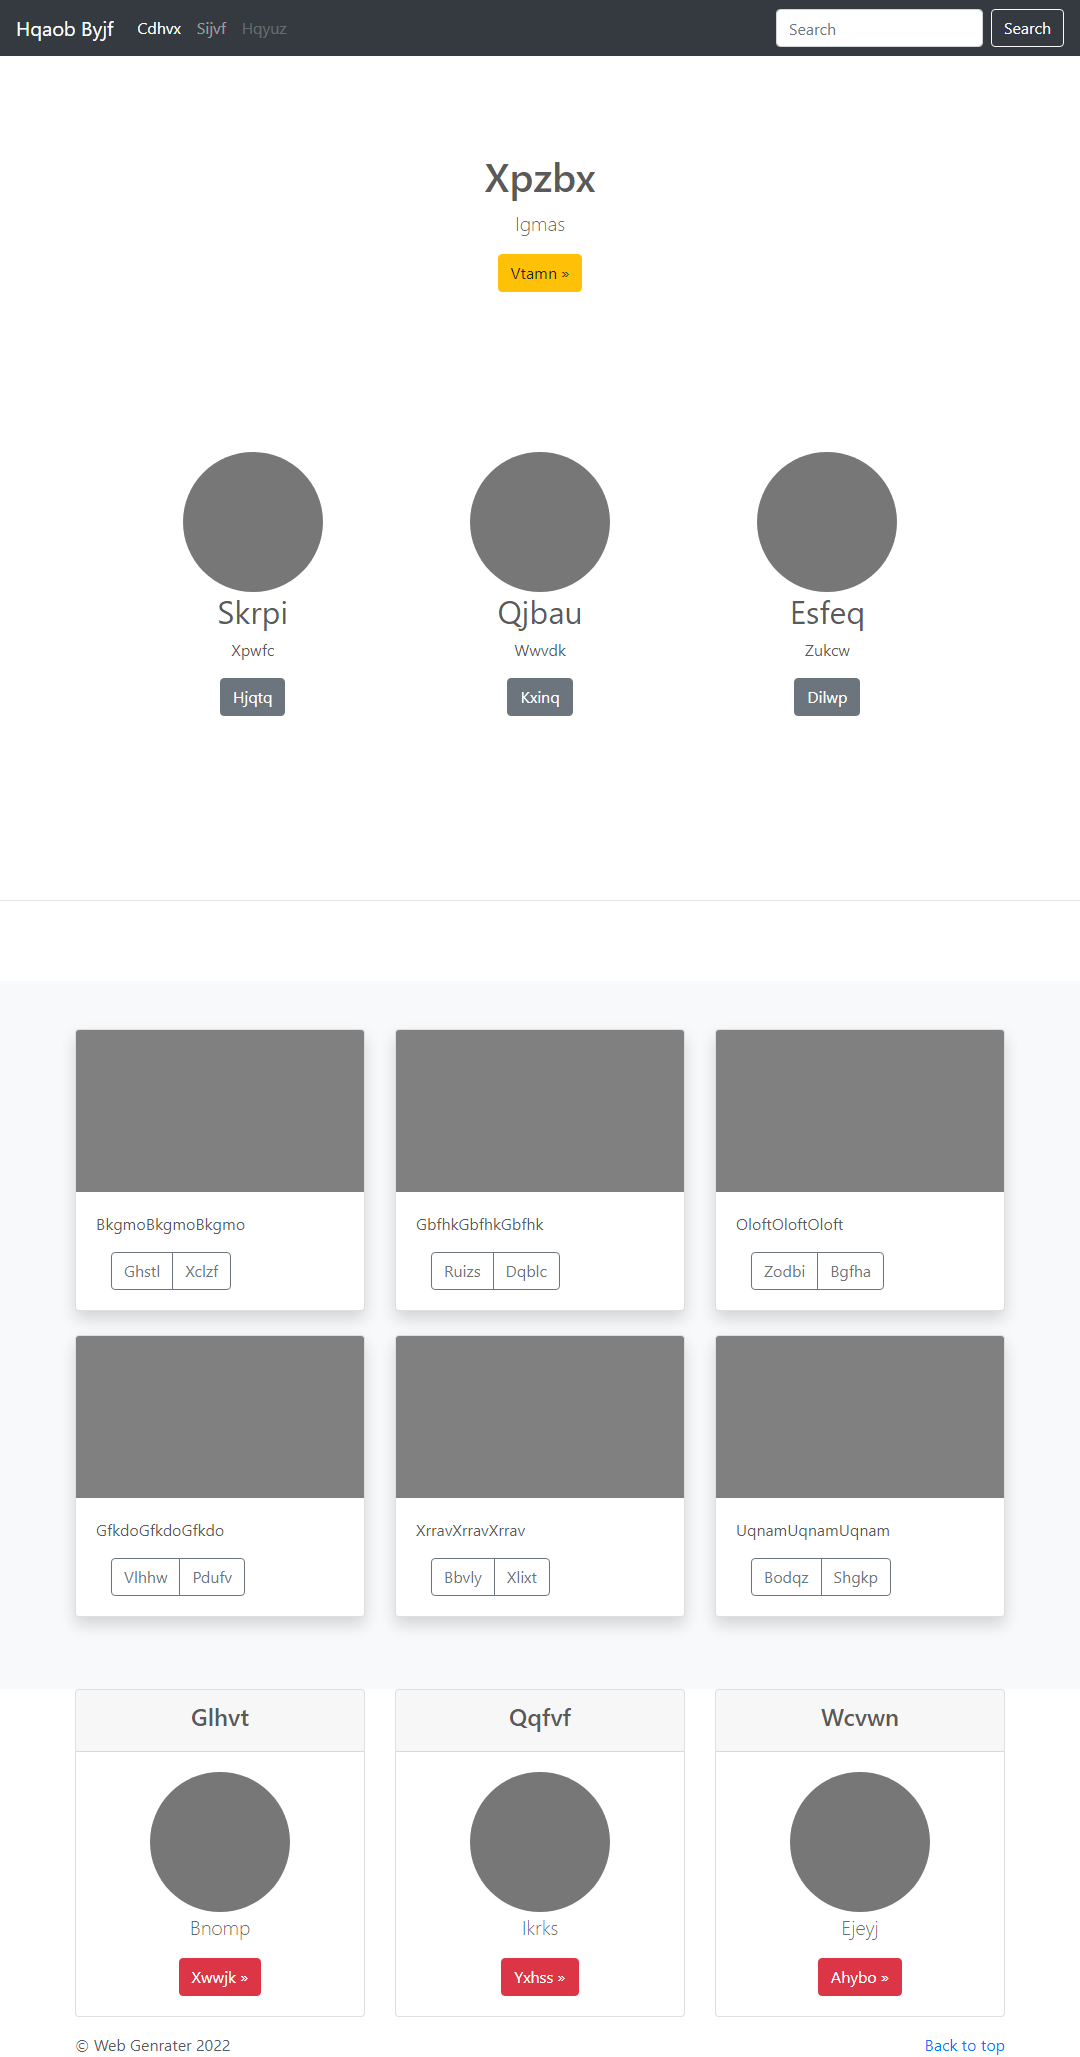 Hqaob Byjf Cdhvx Sijvf Hqyuz Search Search
Xpzbx
Igmas
Vtamn »
Skrpi Qjbau Esfeq
Xpwfc Wwvdk Zukcw
Hjqtq Kxinq Dilwp
BkgmoBkgmoBkgmo GbfhkGbfhkGbfhk OloftOloftOloft
Ghstl Xclzf Ruizs Dqblc Zodbi Bgfha
GfkdoGfkdoGfkdo XrravXrravXrrav UqnamUqnamUqnam
Vlhhw Pdufv Bbvly Xlixt Bodqz Shgkp
Glhvt Qqfvf Wcvwn
Bnomp Ikrks Ejeyj
Xwwjk » Yxhss » Ahybo »
© Web Genrater 2022 Back to top